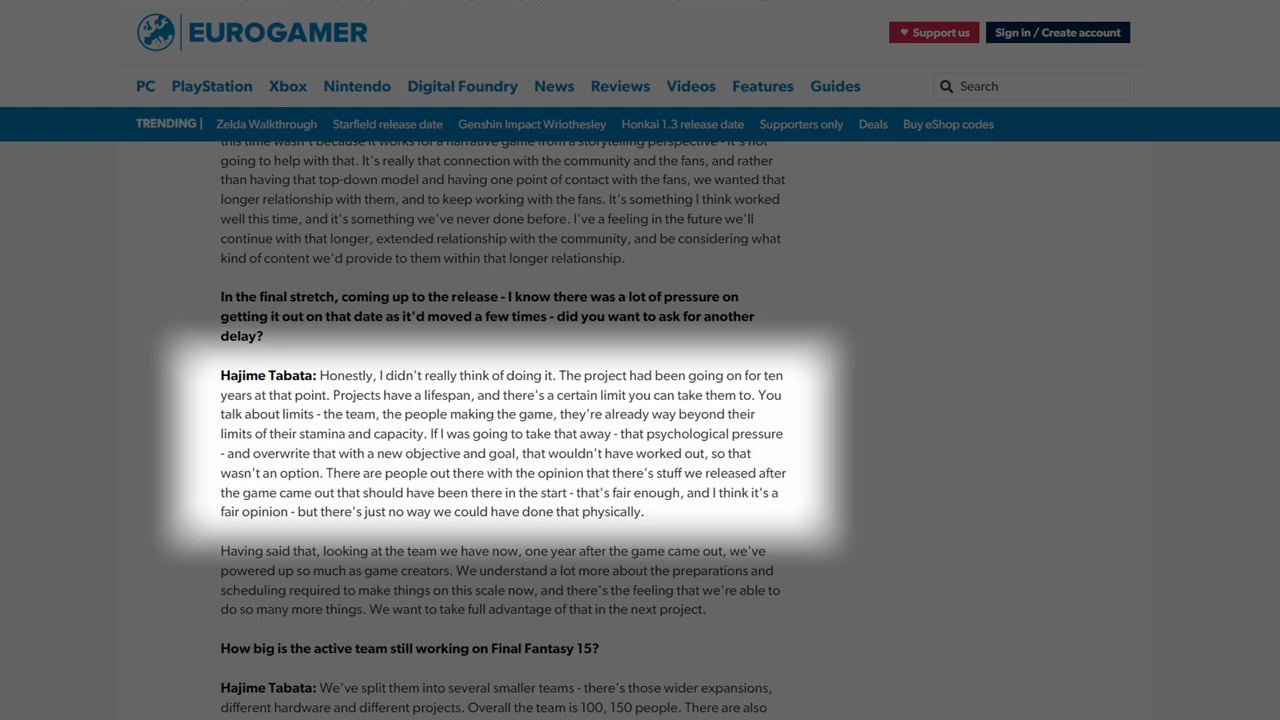 EUROGAMER
Support us
Sign in / Create account
PC PlayStation Xbox Nintendo Digital Foundry News Reviews Videos Features Guides
Search
TRENDING | Zelda Walkthrough Starfield release date Genshin Impact Wriothesley Honkai 1.3 release date Supporters only Deals Buy eShop codes
this time wasn't because it works for a narrative game from a storytelling perspective - it's not
going to help with that. It's really that connection with the community and the fans, and rather
than having that top-down model and having one point of contact with the fans, we wanted that
longer relationship with them, and to keep working with the fans. It's something I think worked
well this time, and it's something we've never done before. I've a feeling in the future we'll
continue with that longer, extended relationship with the community, and be considering what
kind of content we'd provide to them within that longer relationship.
In the final stretch, coming up to the release - I know there was a lot of pressure on
getting it out on that date as it'd moved a few times - did you want to ask for another
delay?
Hajime Tabata: Honestly, I didn't really think of doing it. The project had been going on for ten
years at that point. Projects have a lifespan, and there's a certain limit you can take them to. You
talk about limits - the team, the people making the game, they're already way beyond their
limits of their stamina and capacity. If I was going to take that away - that psychological pressure
- and overwrite that with a new objective and goal, that wouldn't have worked out, so that
wasn't an option. There are people out there with the opinion that there's stuff we released after
the game came out that should have been there in the start - that's fair enough, and I think it's a
fair opinion - but there's just no way we could have done that physically.
Having said that, looking at the team we have now, one year after the game came out, we've
powered up so much as game creators. We understand a lot more about the preparations and
scheduling required to make things on this scale now, and there's the feeling that we're able to
do so many more things. We want to take full advantage of that in the next project.
How big is the active team still working on Final Fantasy 15?
Hajime Tabata: We've split them into several smaller teams - there's those wider expansions,
different hardware and different projects. Overall the team is 100, 150 people. There are also